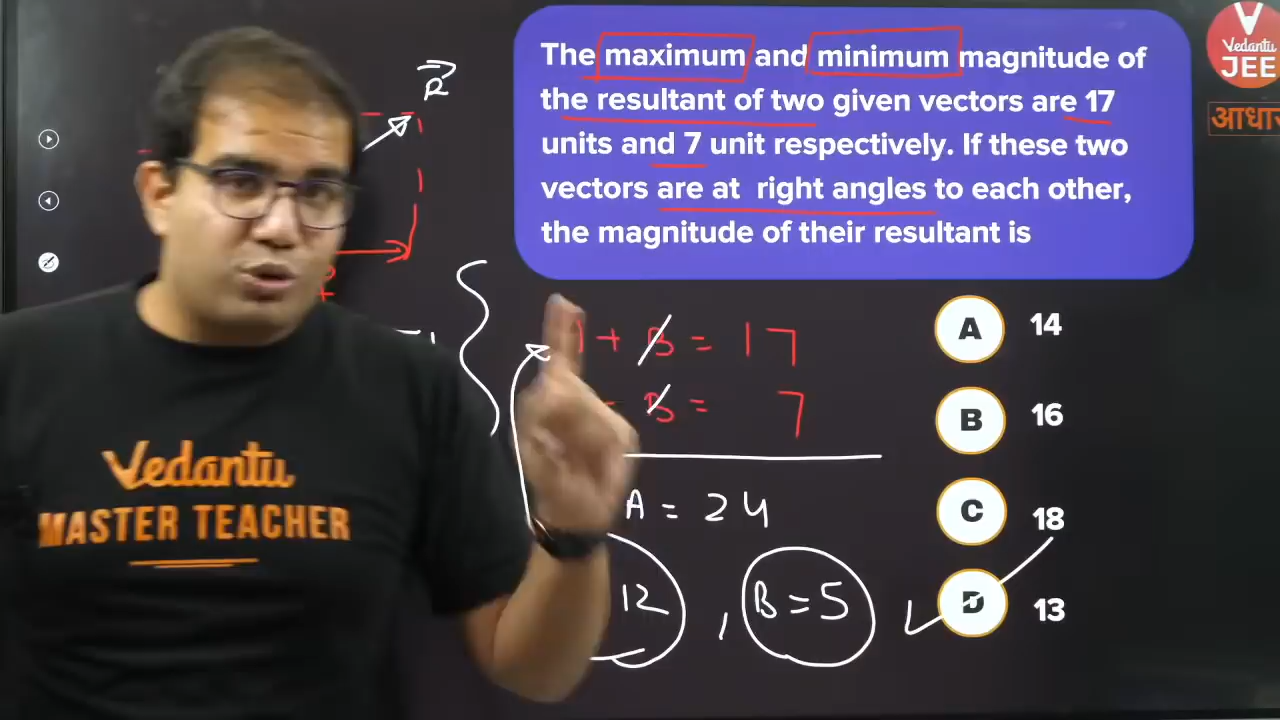 The maximum and minimum magnitude of
the resultant of two given vectors are 17
units and 7 unit respectively. If these two
vectors are at right angles to each other,
the magnitude of their resultant is
V
Vedantu
JEE
R
+ B = 17
B = 7
A = 24
12 , B = 5
A 14
B 16
C 18
D 13
Vedantu
MASTER TEACHER